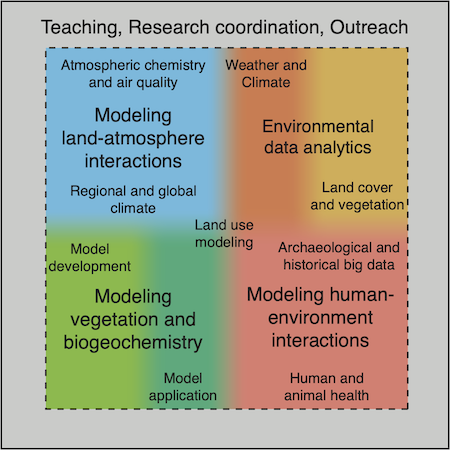 Teaching, Research coordination, Outreach
Atmospheric chemistry
and air quality
Weather and
Climate
Modeling
land-atmosphere
interactions
Environmental
data analytics
Regional and global
climate
Land cover
and vegetation
Land use
modeling
Model
development
Archaeological and
historical big data
Modeling
vegetation and
biogeochemistry
Modeling human-
environment
interactions
Model
application
Human and
animal health